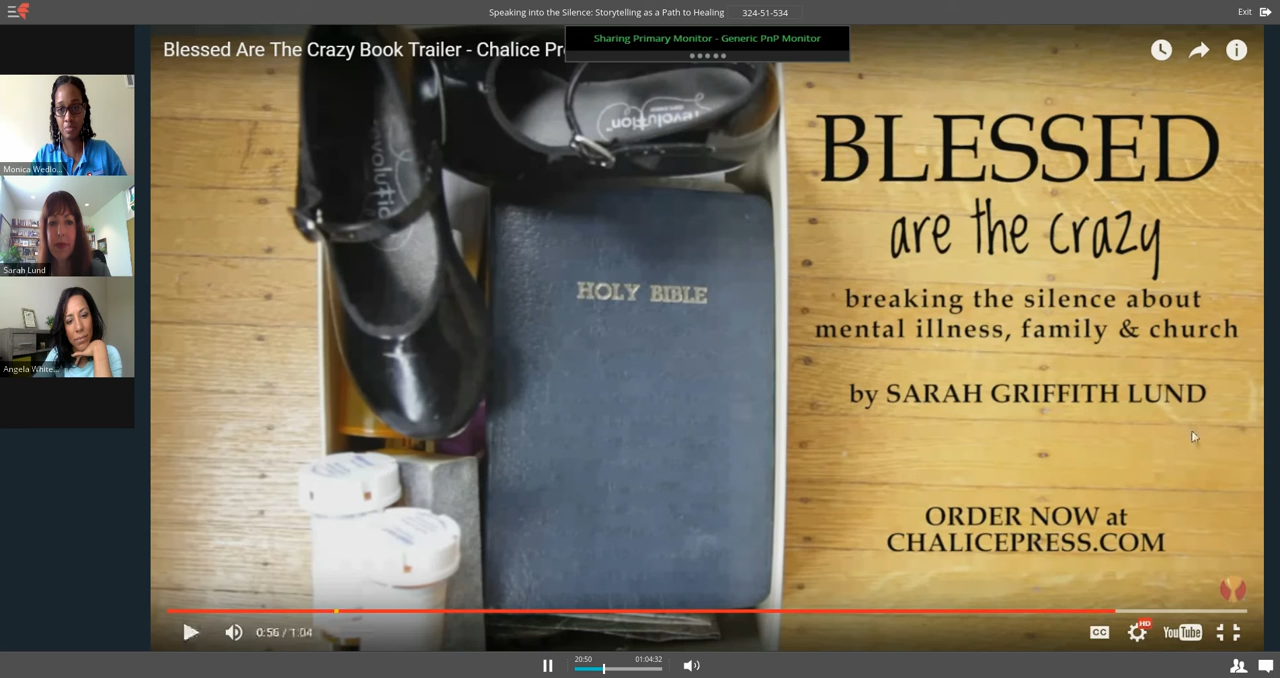 Speaking into the Silence: Storytelling as a Path to Healing
324-51-534
Exit
Sharing Primary Monitor - Generic PnP Monitor
Blessed Are The Crazy Book Trailer - Chalice Pre
Monica Wedlo...
Sarah Lund
Angela White...
revolution
revolution
HOLY BIBLE
BLESSED
are the crazy
breaking the silence about
mental illness, family & church
by SARAH GRIFFITH LUND
ORDER NOW at
CHALICEPRESS.COM
0:56 / 1:04
CC
HD
YouTube
20:50
01:04:32